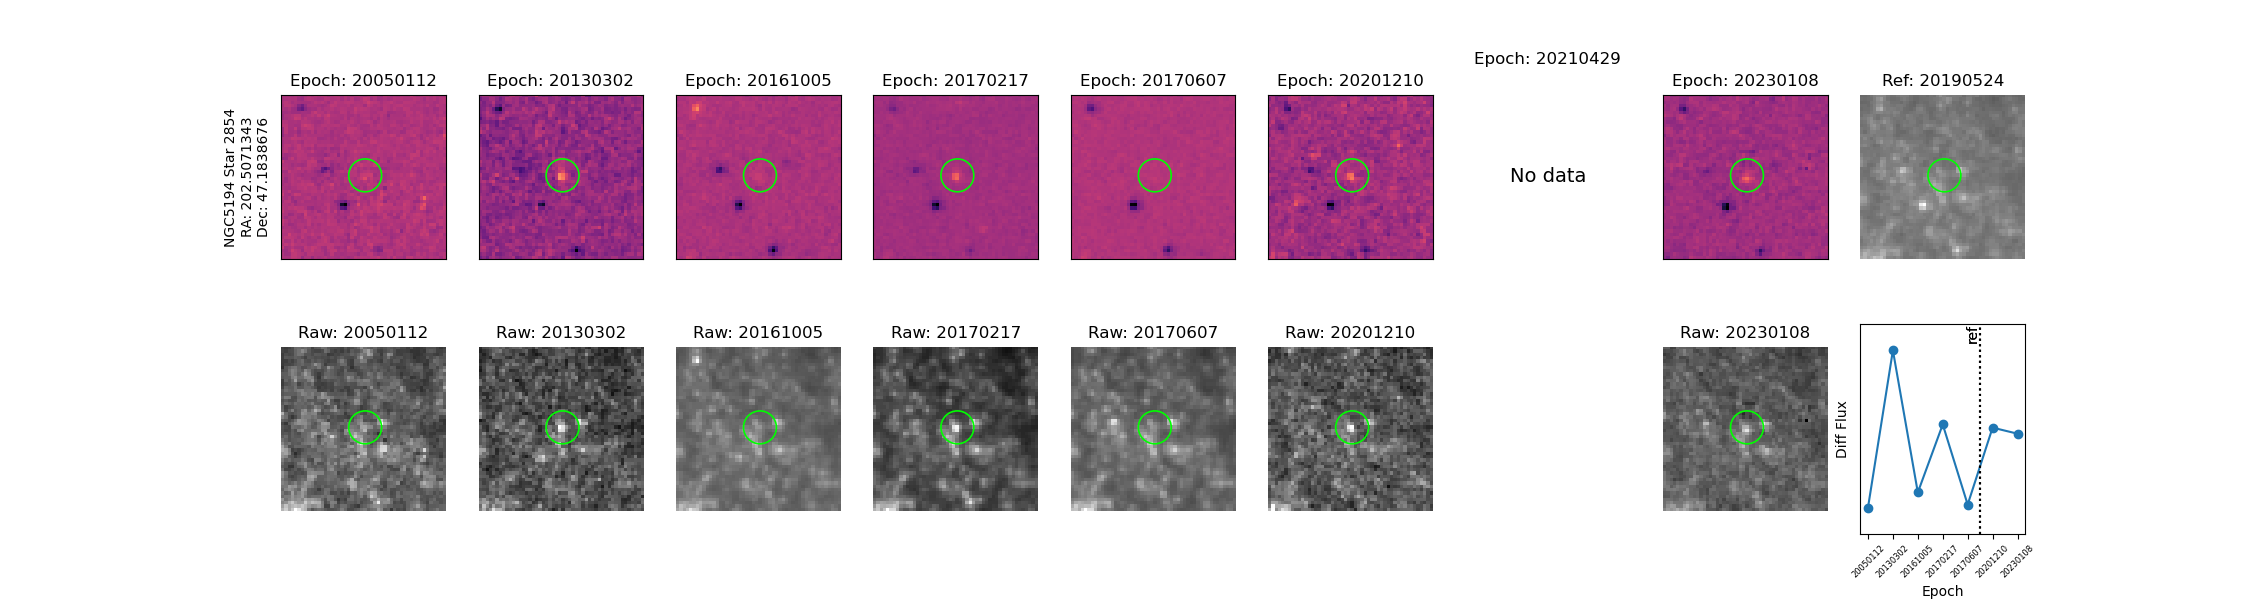 Epoch: 20210429
Epoch: 20050112
Epoch: 20130302
Epoch: 20161005
Epoch: 20170217
Epoch: 20170607
Epoch: 20201210
Epoch: 20230108
Ref: 20190524
NGC5194 Star 2854
RA: 202.5071343
Dec: 47.1838676
No data
Raw: 20050112
Raw: 20130302
Raw: 20161005
Raw: 20170217
Raw: 20170607
Raw: 20201210
Raw: 20230108
ref
Diff Flux
20050112
20130302
20161005
20170217
20170607
20201210
20230108
Epoch